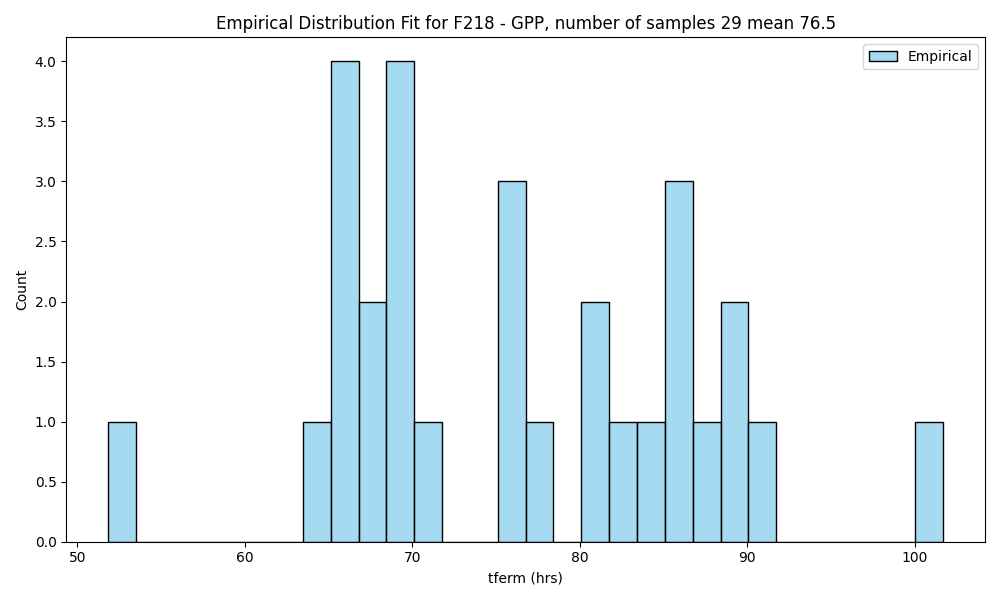 Empirical Distribution Fit for F218 - GPP, number of samples 29 mean 76.5
Empirical
4.0
3.5
3.0
2.5
2.0
1.5
1.0
0.5
0.0
Count
50 60 70 80 90 100
tferm (hrs)